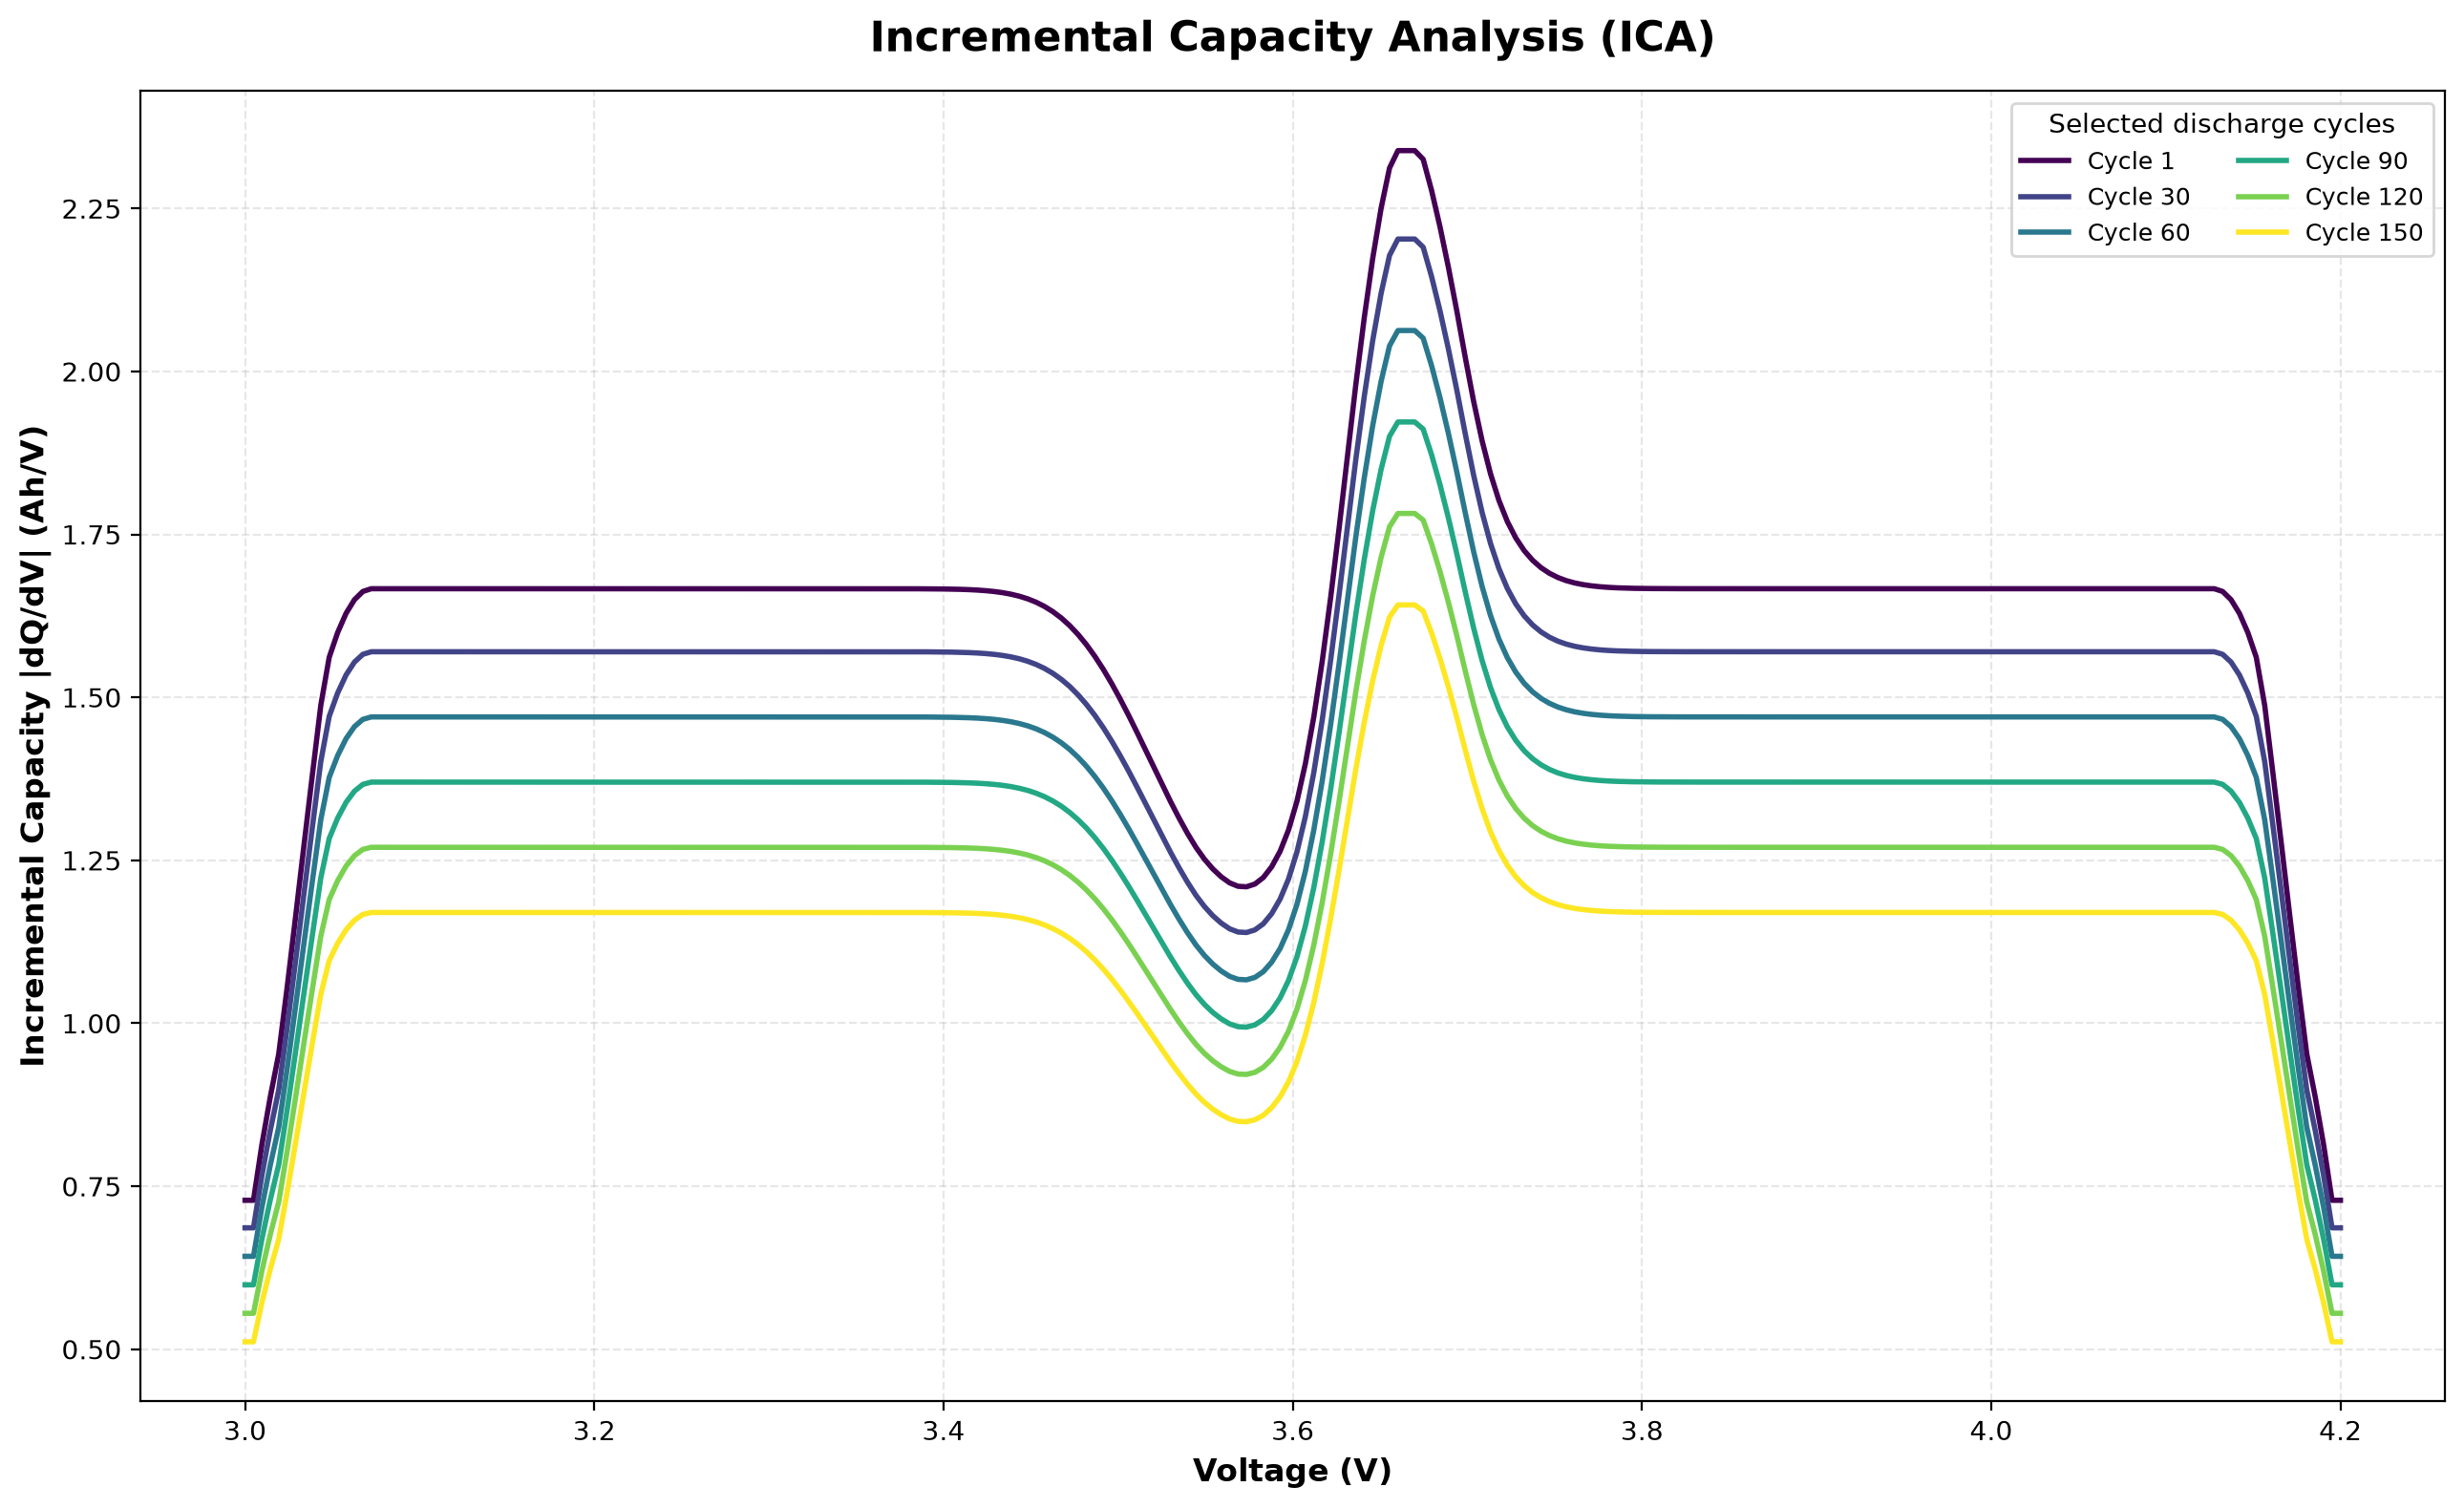 Incremental Capacity Analysis (ICA)
Selected discharge cycles
Cycle 1
Cycle 30
Cycle 60
Cycle 90
Cycle 120
Cycle 150
Incremental Capacity |dQ/dV| (Ah/V)
2.25
2.00
1.75
1.50
1.25
1.00
0.75
0.50
3.0
3.2
3.4
3.6
3.8
4.0
4.2
Voltage (V)